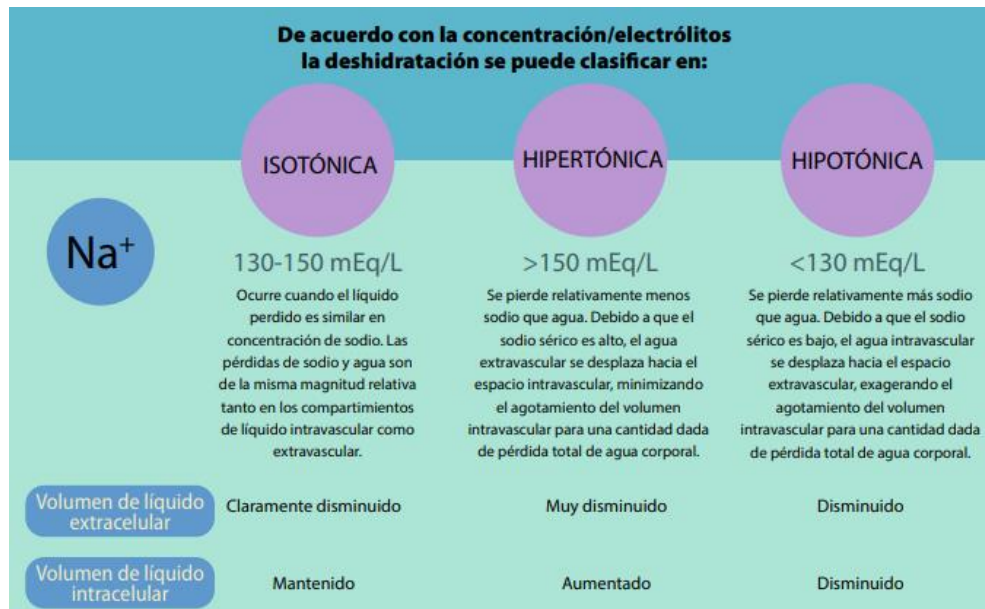 De acuerdo con la concentración/electrólitos
la deshidratación se puede clasificar en:
ISOTÓNICA
HIPERTÓNICA
HIPOTÓNICA
Na⁺
130-150 mEq/L
Ocurre cuando el líquido
perdido es similar en
concentración de sodio. Las
pérdidas de sodio y agua son
de la misma magnitud relativa
tanto en los compartimientos
de líquido intravascular como
extravascular.
>150 mEq/L
Se pierde relativamente menos
sodio que agua. Debido a que el
sodio sérico es alto, el agua
extravascular se desplaza hacia el
espacio intravascular, minimizando
el agotamiento del volumen
intravascular para una cantidad dada
de pérdida total de agua corporal.
<130 mEq/L
Se pierde relativamente más sodio
que agua. Debido a que el sodio
sérico es bajo, el agua intravascular
se desplaza hacia el espacio
extravascular, exagerando el
agotamiento del volumen
intravascular para una cantidad dada
de pérdida total de agua corporal.
Volumen de líquido
extracelular
Claramente disminuido
Muy disminuido
Disminuido
Volumen de líquido
intracelular
Mantenido
Aumentado
Disminuido